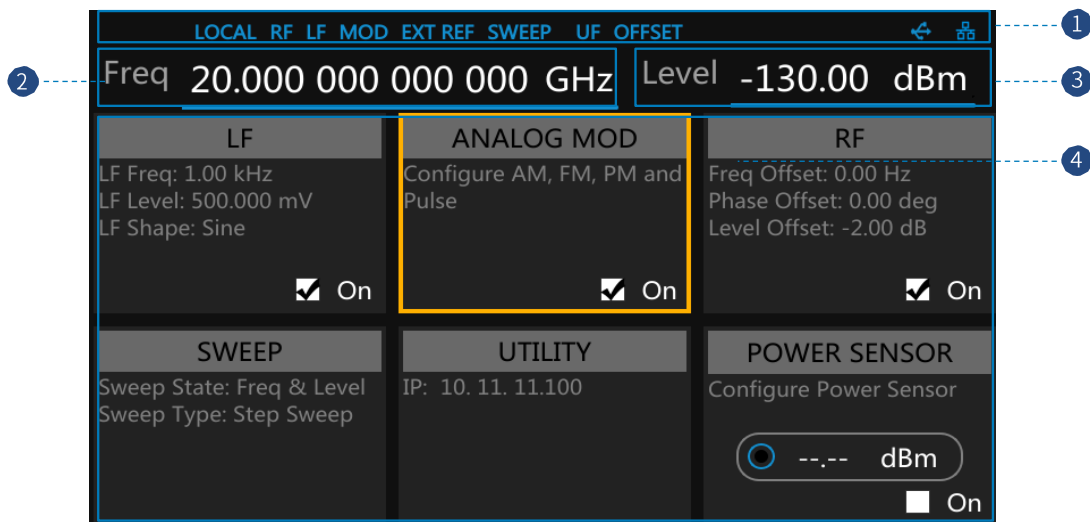 LOCAL RF LF MOD EXT REF SWEEP UF OFFSET
1
2
Freq 20.000 000 000 000 GHz
Level -130.00 dBm
3
LF
LF Freq: 1.00 kHz
LF Level: 500.000 mV
LF Shape: Sine
On
ANALOG MOD
Configure AM, FM, PM and
Pulse
On
RF
4
Freq Offset: 0.00 Hz
Phase Offset: 0.00 deg
Level Offset: -2.00 dB
On
SWEEP
Sweep State: Freq & Level
Sweep Type: Step Sweep
UTILITY
IP: 10. 11. 11.100
POWER SENSOR
Configure Power Sensor
--.-- dBm
On